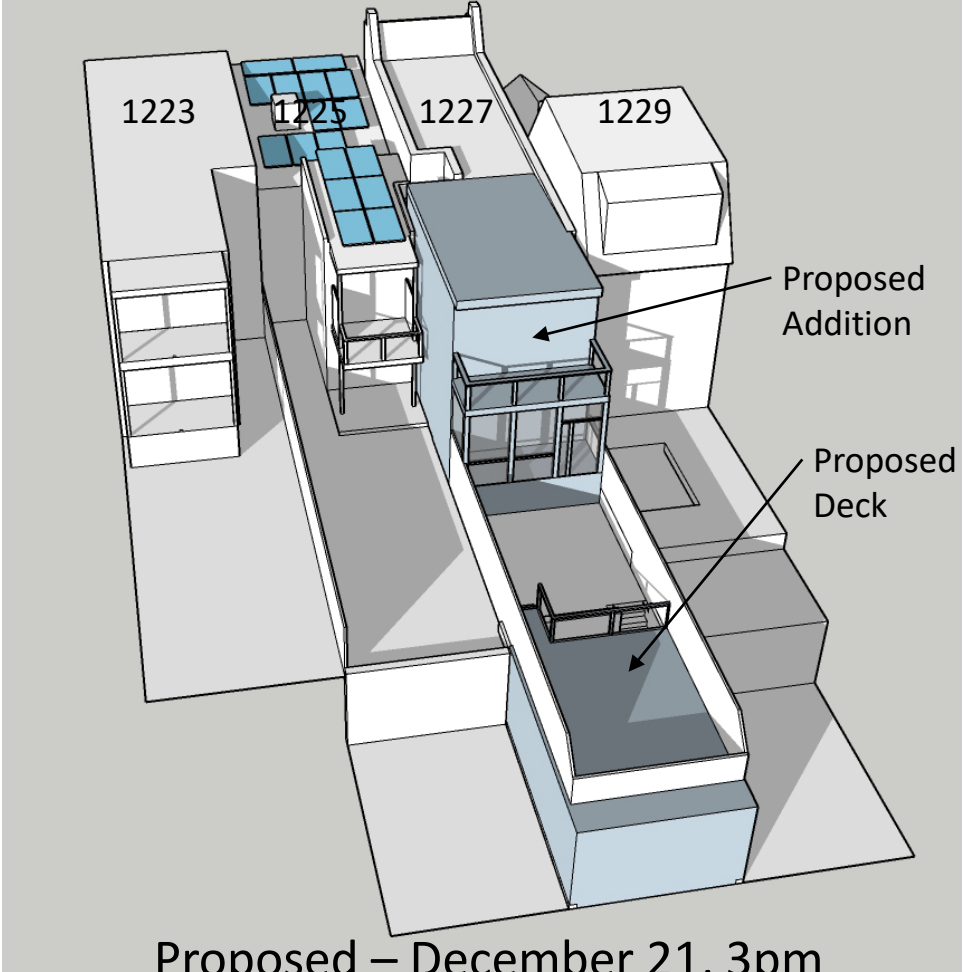 1223
1225
1227
1229
Proposed
Addition
Proposed
Deck
Proposed – December 21, 3pm